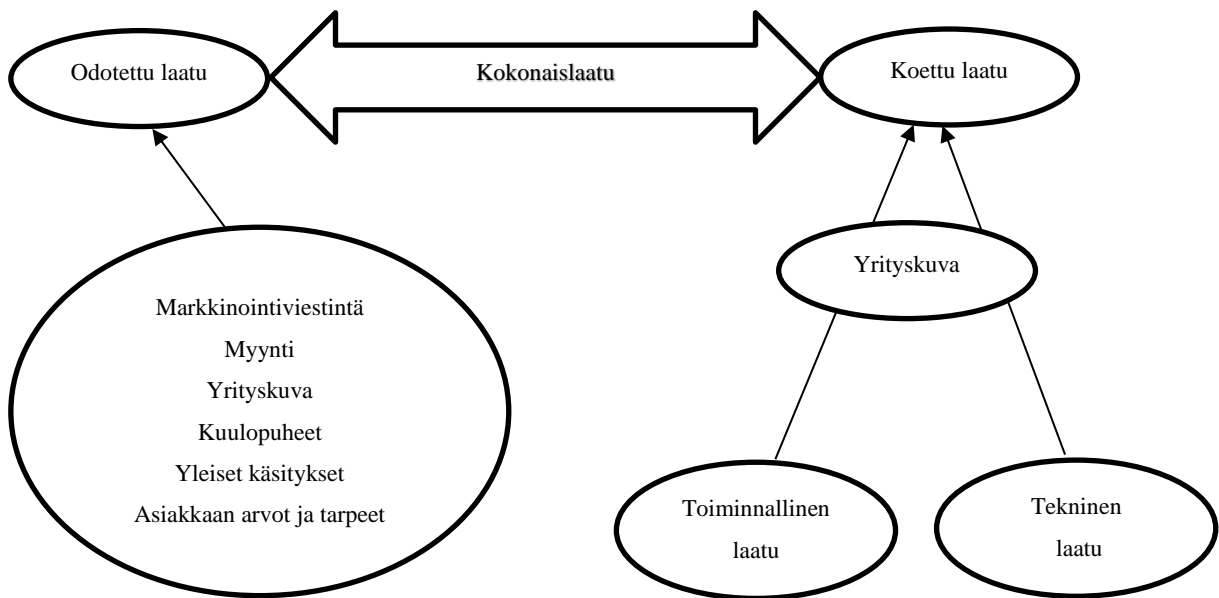 Odotettu laatu
Kokonaislaatu
Koettu laatu
Yrityskuva
Markkinointiviestintä
Myynti
Yrityskuva
Kuulopuheet
Yleiset käsitykset
Asiakkaan arvot ja tarpeet
Toiminnallinen
laatu
Tekninen
laatu